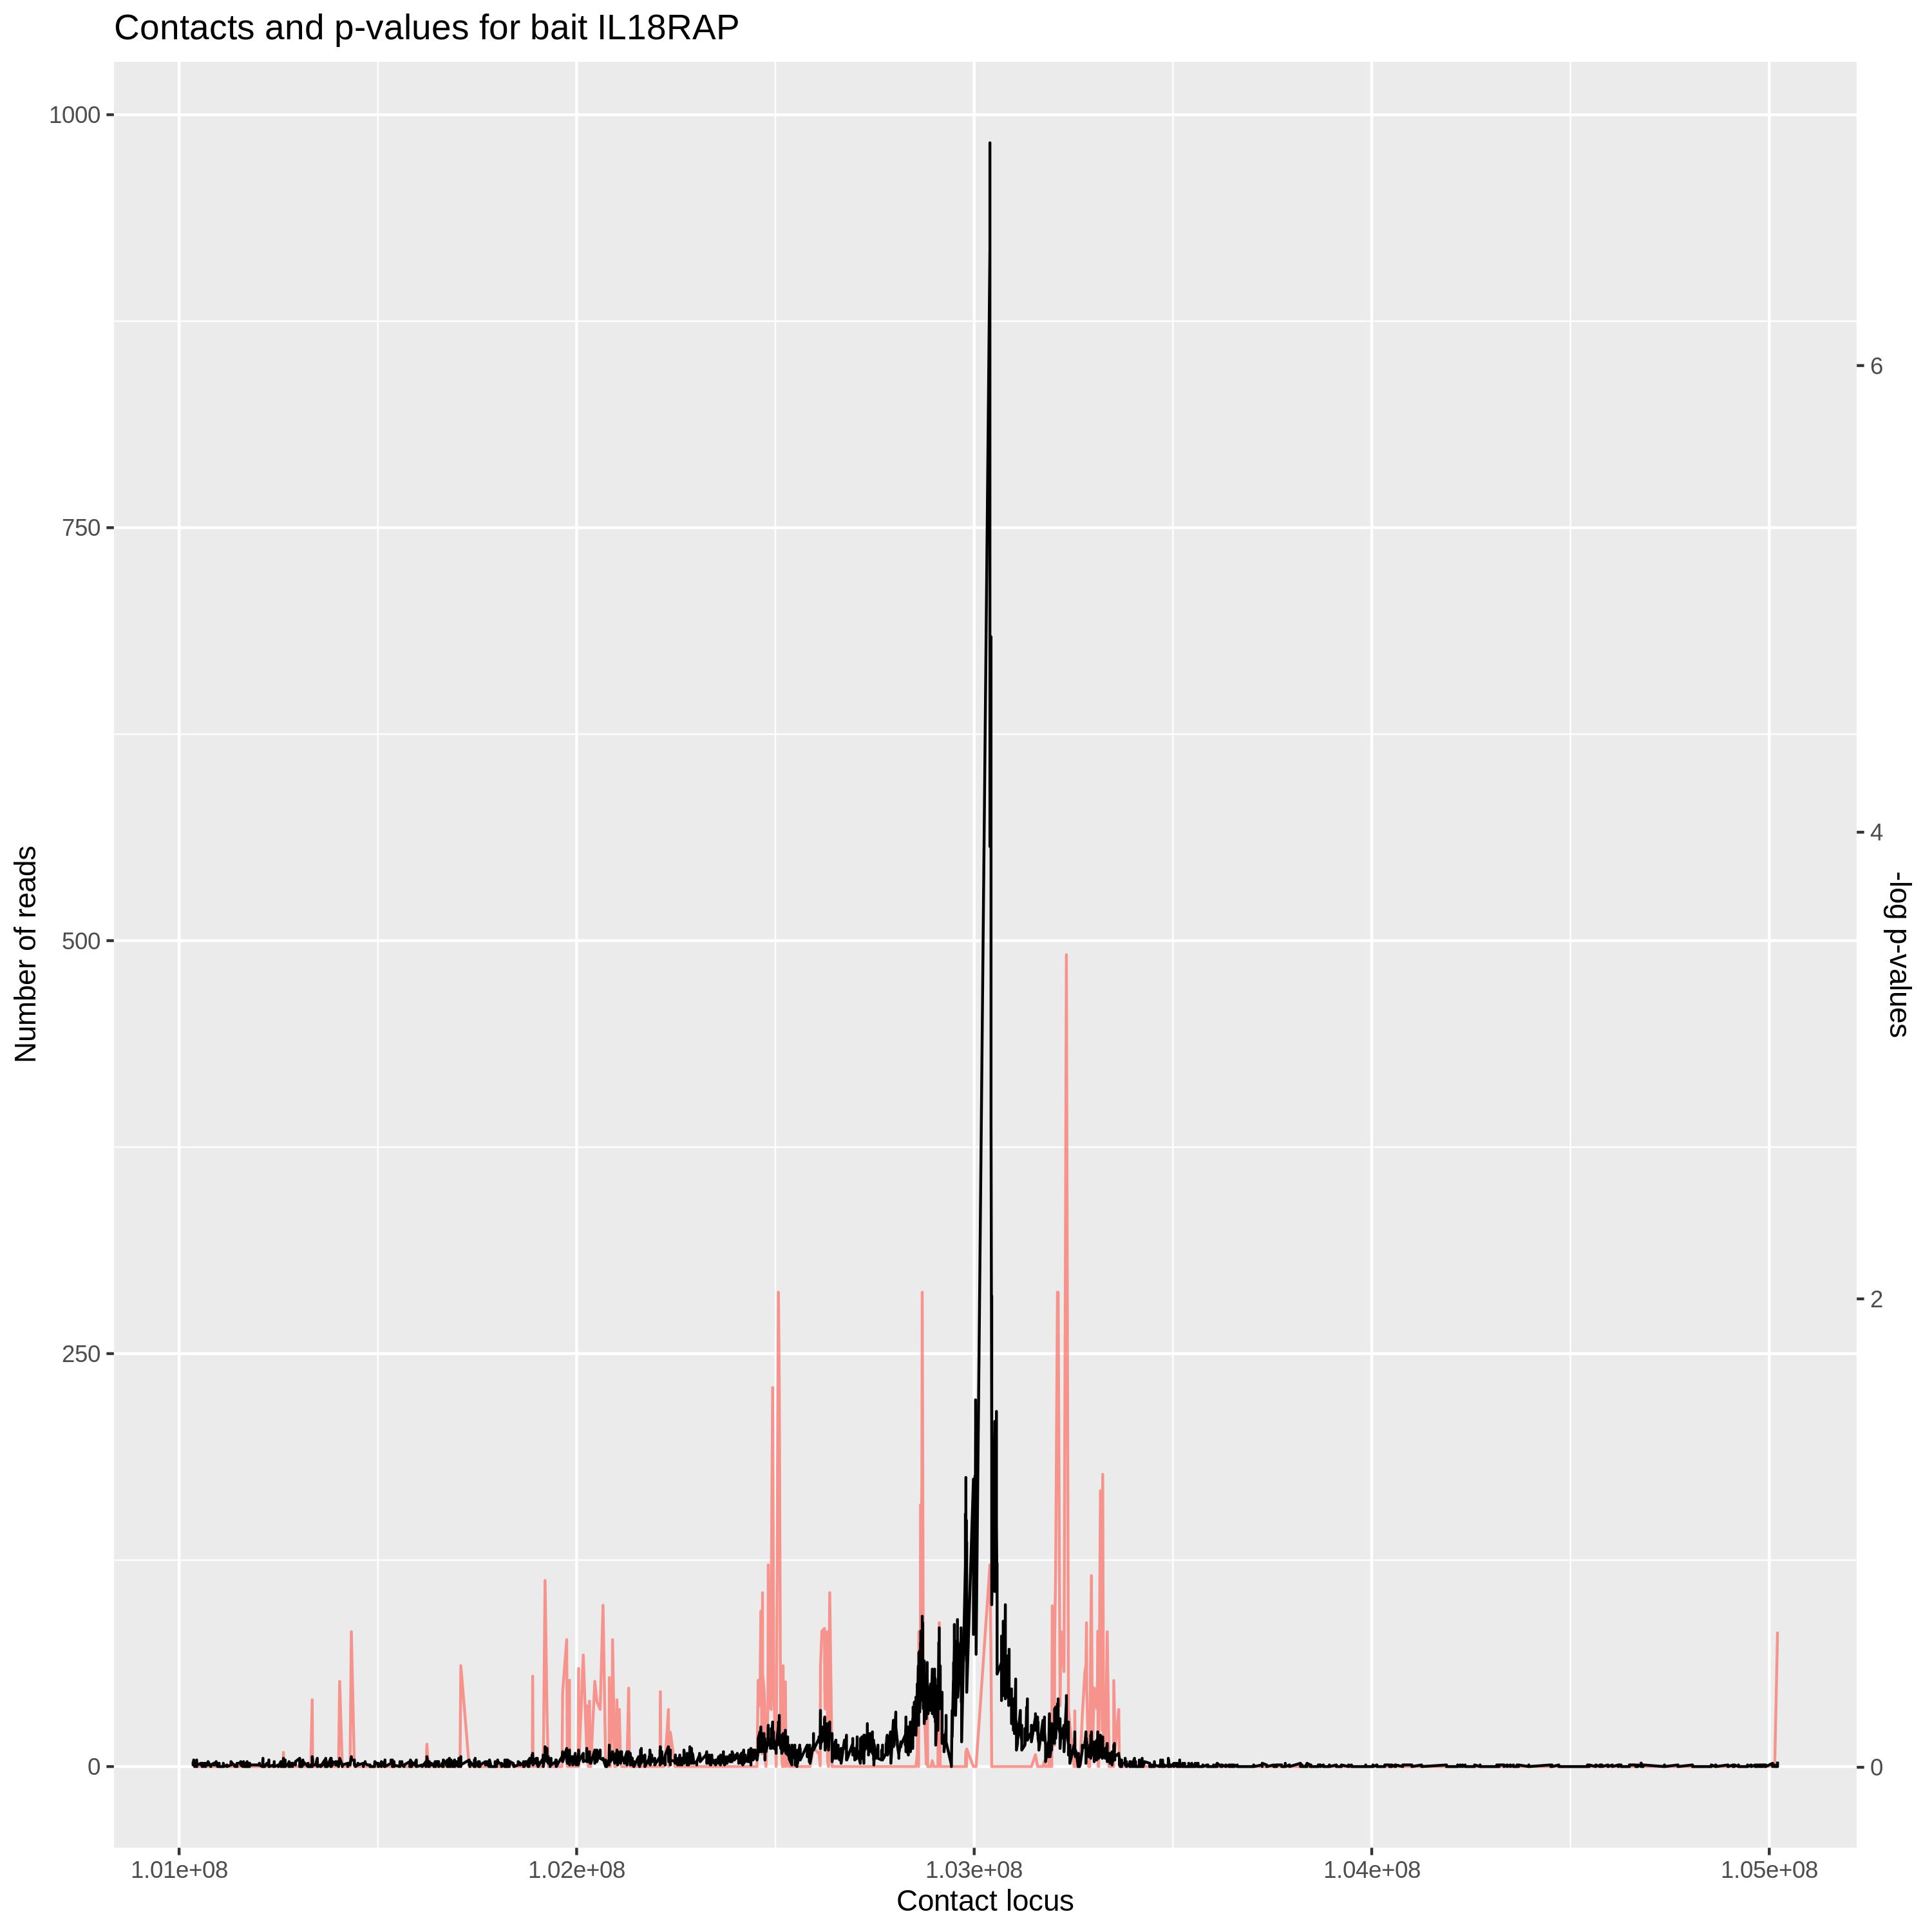 Contacts and p-values for bait IL18RAP
1000
750
500
250
0
Number of reads
6
4
2
0
-log p-values
1.01e+08
1.02e+08
1.03e+08
1.04e+08
1.05e+08
Contact locus